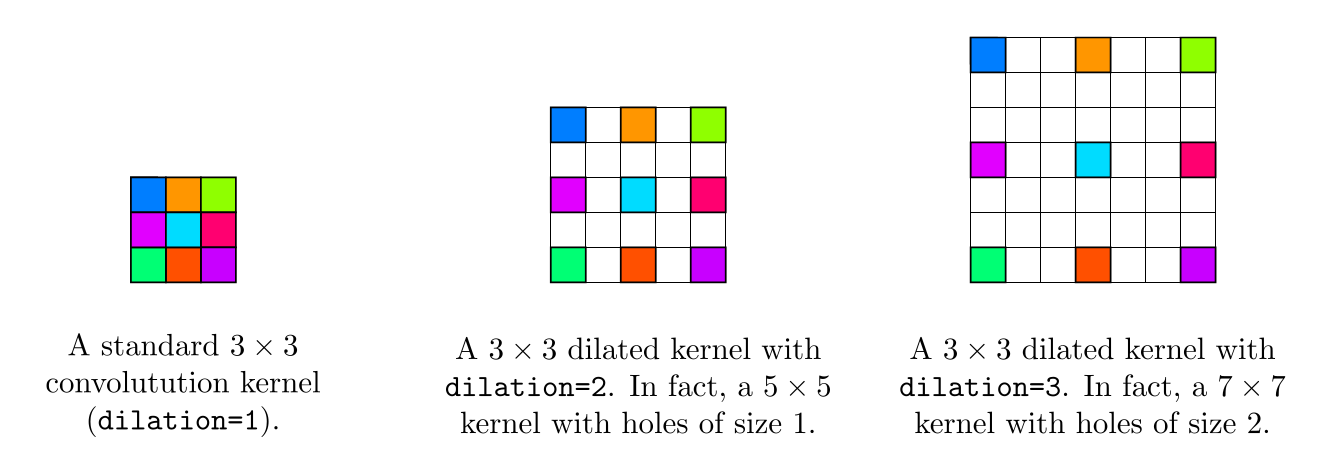 A standard 3 × 3
convolutution kernel
(dilation=1).
A 3 × 3 dilated kernel with
dilation=2. In fact, a 5 × 5
kernel with holes of size 1.
A 3 × 3 dilated kernel with
dilation=3. In fact, a 7 × 7
kernel with holes of size 2.